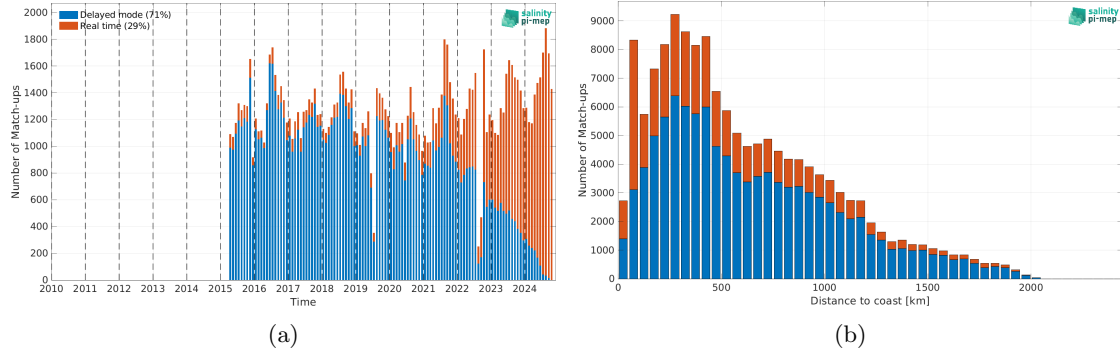 Delayed mode (71%)
Real time (29%)
salinity
pi-mep
Number of Match-ups
2000
1800
1600
1400
1200
1000
800
600
400
200
0
2010 2011 2012 2013 2014 2015 2016 2017 2018 2019 2020 2021 2022 2023 2024
Time
(a)
salinity
pi-mep
Number of Match-ups
9000
8000
7000
6000
5000
4000
3000
2000
1000
0
0 500 1000 1500 2000
Distance to coast [km]
(b)